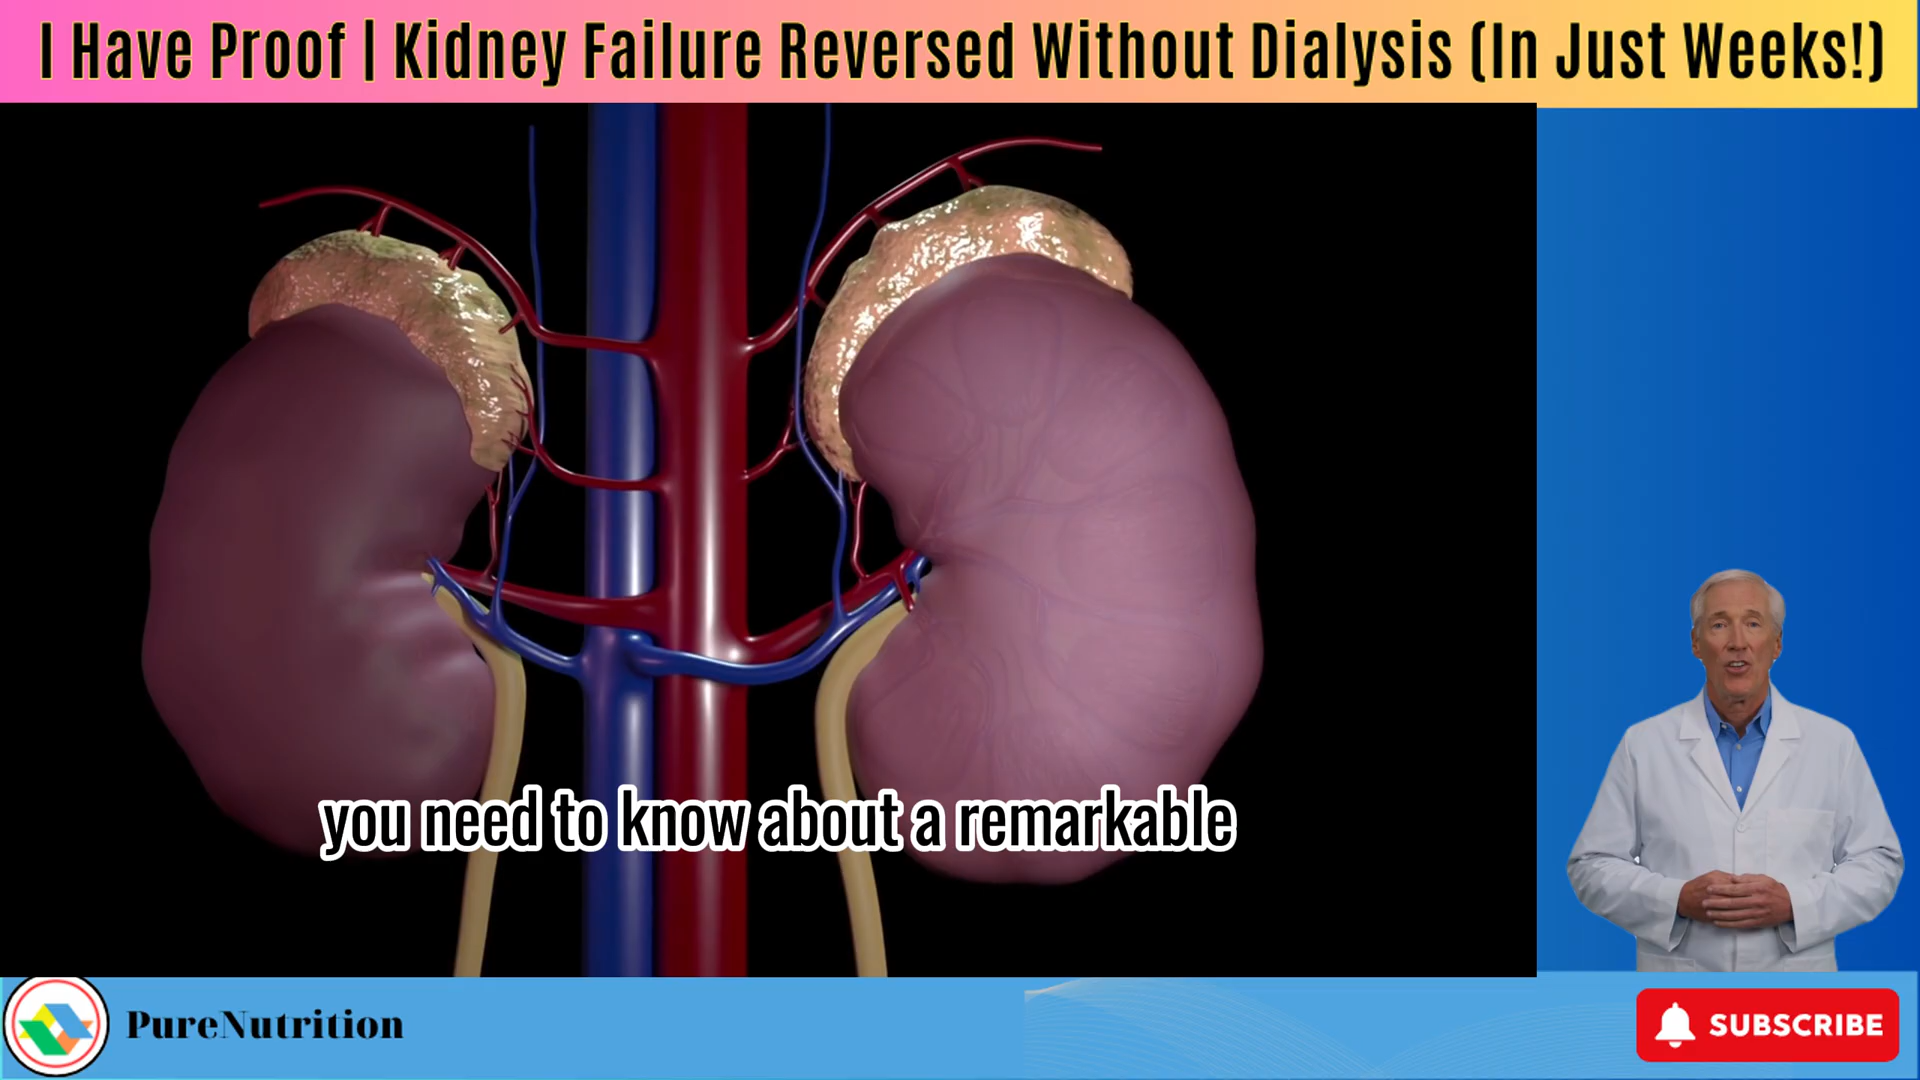 I Have Proof | Kidney Failure Reversed Without Dialysis (In Just Weeks!)
you need to know about a remarkable
PureNutrition
SUBSCRIBE